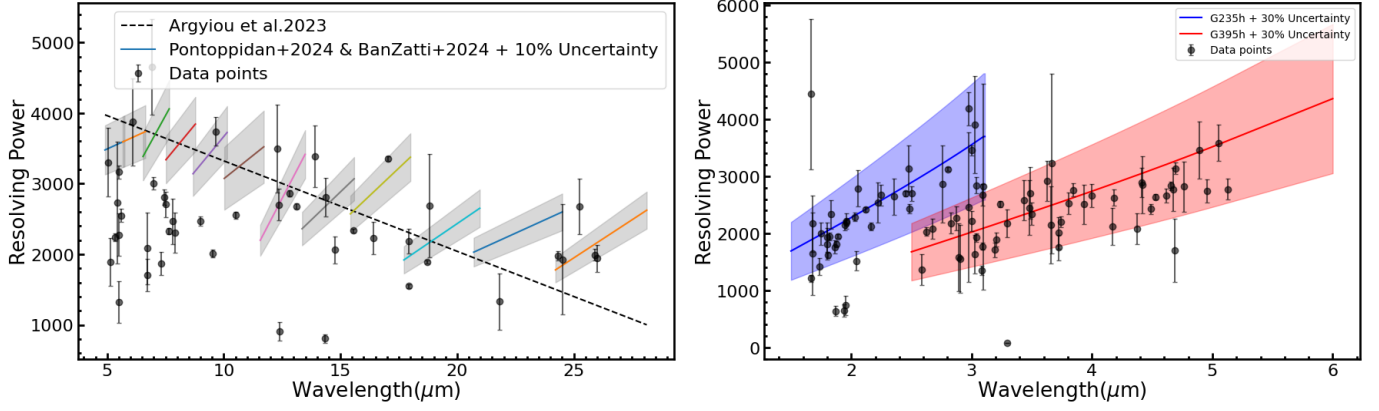 Argyiou et al.2023
Pontoppidan+2024 & BanZatti+2024 + 10% Uncertainty
Data points
Resolving Power
5000
4000
3000
2000
1000
5
10
15
20
25
Wavelength(μm)
G235h + 30% Uncertainty
G395h + 30% Uncertainty
Data points
Resolving Power
6000
5000
4000
3000
2000
1000
0
2
3
4
5
6
Wavelength(μm)